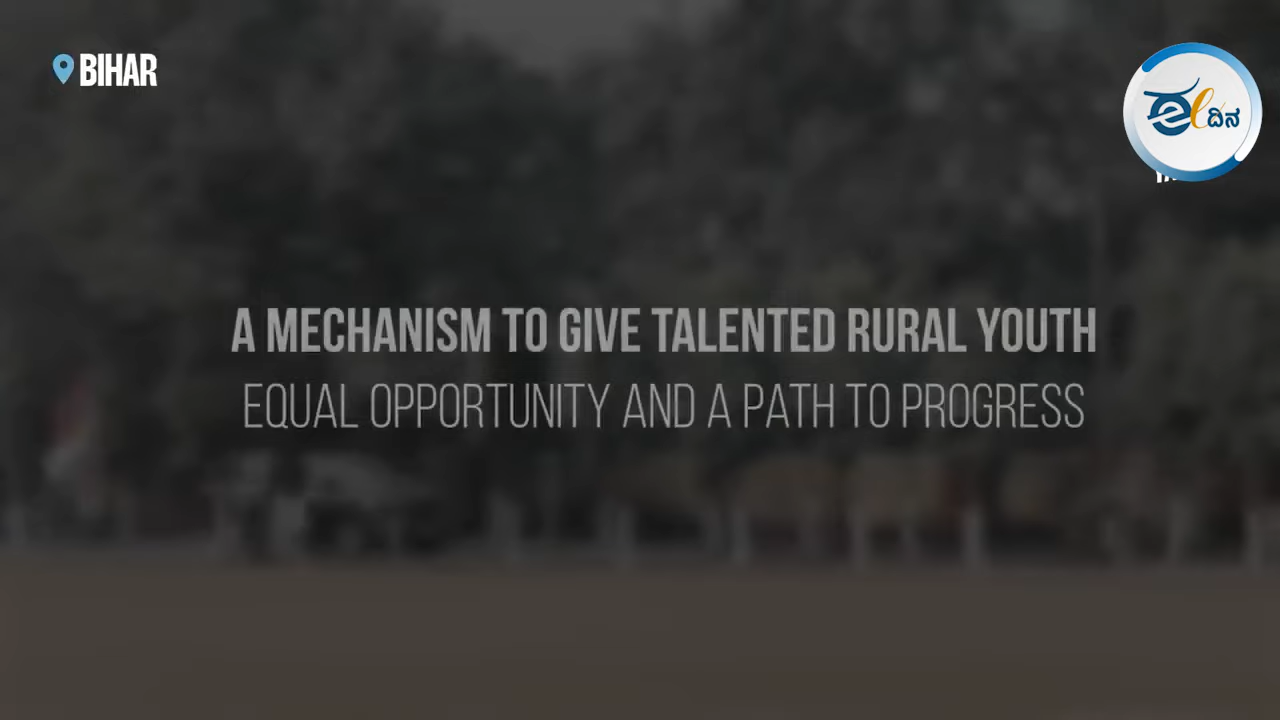 BIHAR
ಈ ದಿನ
A MECHANISM TO GIVE TALENTED RURAL YOUTH
EQUAL OPPORTUNITY AND A PATH TO PROGRESS